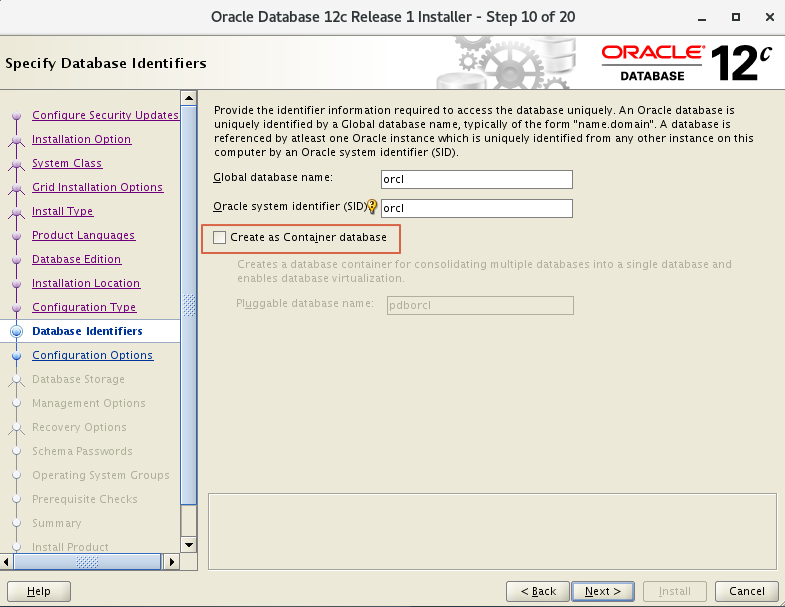 Oracle Database 12c Release 1 Installer - Step 10 of 20
Specify Database Identifiers
ORACLE
DATABASE
12c
Configure Security Updates
Installation Option
System Class
Grid Installation Options
Install Type
Product Languages
Database Edition
Installation Location
Configuration Type
Database Identifiers
Configuration Options
Database Storage
Management Options
Recovery Options
Schema Passwords
Operating System Groups
Prerequisite Checks
Summary
Install Product
Provide the identifier information required to access the database uniquely. An Oracle database is
uniquely identified by a Global database name, typically of the form "name.domain". A database is
referenced by atleast one Oracle instance which is uniquely identified from any other instance on this
computer by an Oracle system identifier (SID).
Global database name: orcl
Oracle system identifier (SID) orcl
Create as Container database
Creates a database container for consolidating multiple databases into a single database and
enables database virtualization.
Pluggable database name: pdborcl
Help
< Back
Next >
Install
Cancel